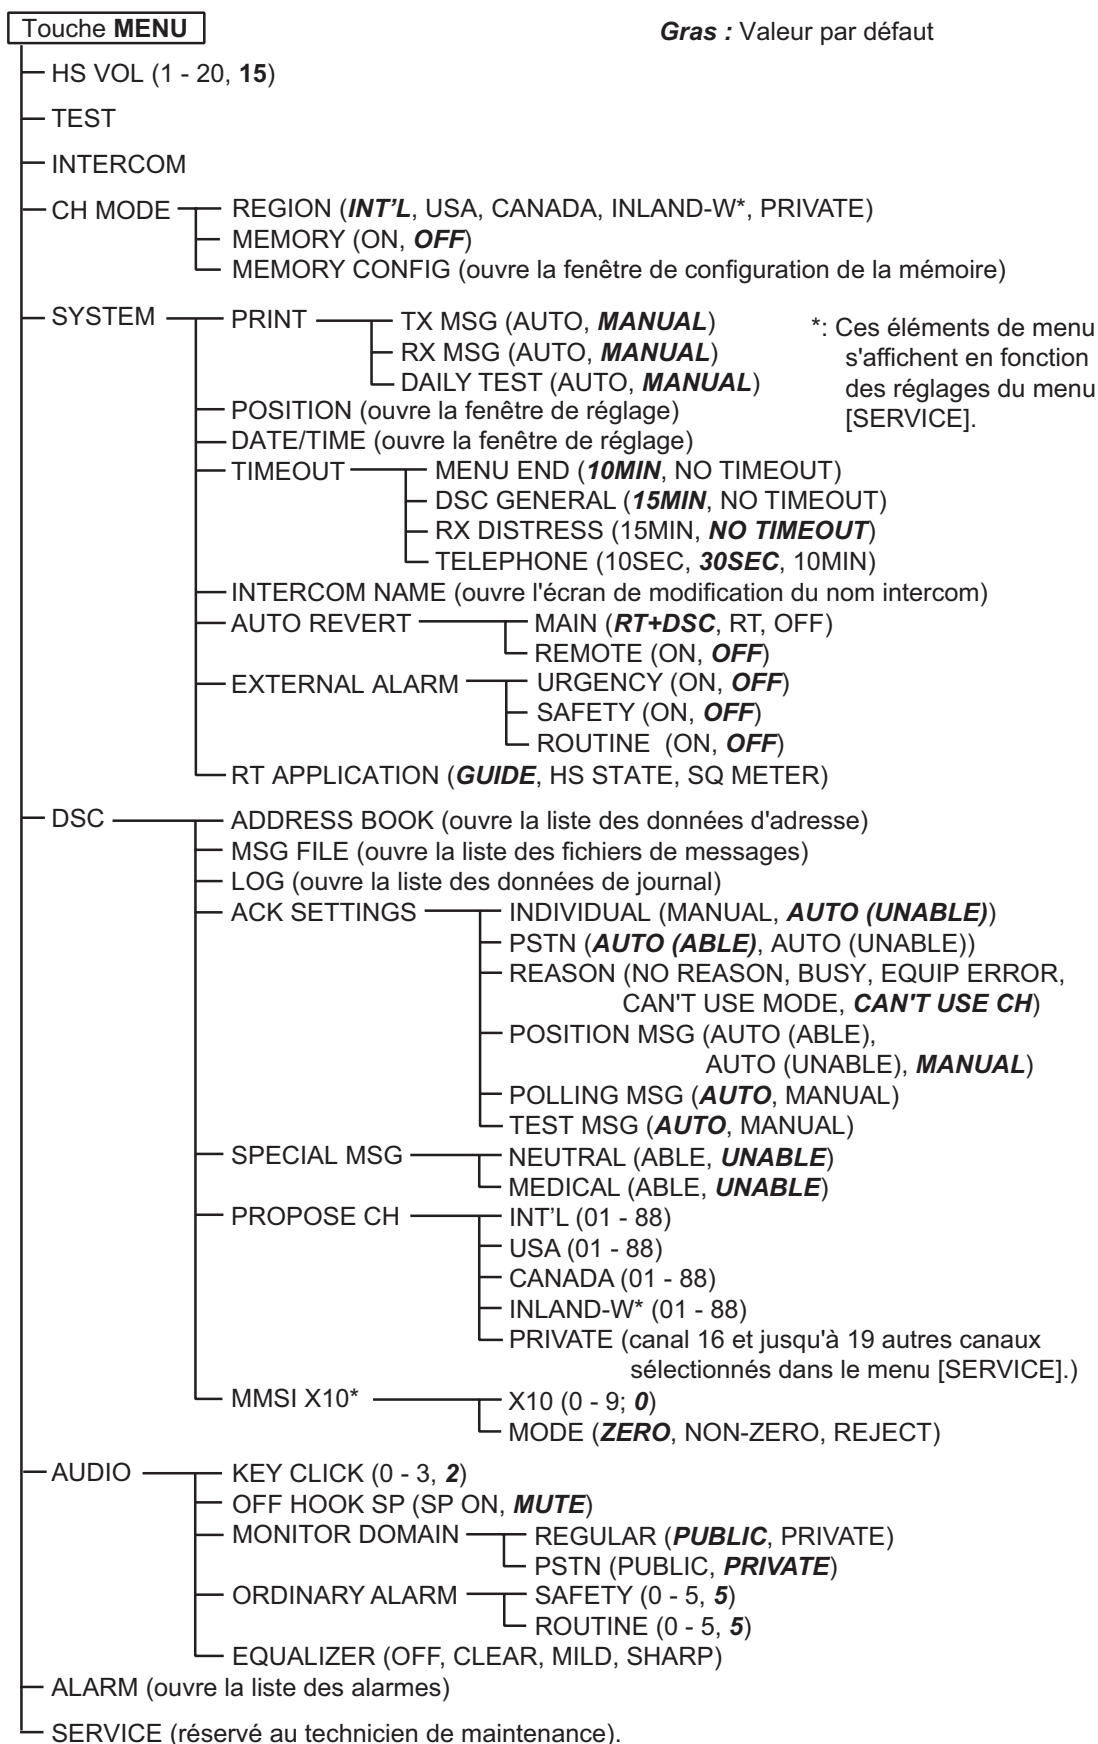 Touche MENU
Gras : Valeur par défaut
HS VOL (1 - 20, 15)
TEST
INTERCOM
CH MODE
REGION (INT'L, USA, CANADA, INLAND-W*, PRIVATE)
MEMORY (ON, OFF)
MEMORY CONFIG (ouvre la fenêtre de configuration de la mémoire)
SYSTEM
PRINT
TX MSG (AUTO, MANUAL)
RX MSG (AUTO, MANUAL)
DAILY TEST (AUTO, MANUAL)
*: Ces éléments de menu
s'affichent en fonction
des réglages du menu
[SERVICE].
POSITION (ouvre la fenêtre de réglage)
DATE/TIME (ouvre la fenêtre de réglage)
TIMEOUT
MENU END (10MIN, NO TIMEOUT)
DSC GENERAL (15MIN, NO TIMEOUT)
RX DISTRESS (15MIN, NO TIMEOUT)
TELEPHONE (10SEC, 30SEC, 10MIN)
INTERCOM NAME (ouvre l'écran de modification du nom intercom)
AUTO REVERT
MAIN (RT+DSC, RT, OFF)
REMOTE (ON, OFF)
EXTERNAL ALARM
URGENCY (ON, OFF)
SAFETY (ON, OFF)
ROUTINE (ON, OFF)
RT APPLICATION (GUIDE, HS STATE, SQ METER)
DSC
ADDRESS BOOK (ouvre la liste des données d'adresse)
MSG FILE (ouvre la liste des fichiers de messages)
LOG (ouvre la liste des données de journal)
ACK SETTINGS
INDIVIDUAL (MANUAL, AUTO (UNABLE))
PSTN (AUTO (ABLE), AUTO (UNABLE))
REASON (NO REASON, BUSY, EQUIP ERROR,
CAN'T USE MODE, CAN'T USE CH)
POSITION MSG (AUTO (ABLE),
AUTO (UNABLE), MANUAL)
POLLING MSG (AUTO, MANUAL)
TEST MSG (AUTO, MANUAL)
SPECIAL MSG
NEUTRAL (ABLE, UNABLE)
MEDICAL (ABLE, UNABLE)
PROPOSE CH
INT'L (01 - 88)
USA (01 - 88)
CANADA (01 - 88)
INLAND-W* (01 - 88)
PRIVATE (canal 16 et jusqu'à 19 autres canaux
sélectionnés dans le menu [SERVICE].)
MMSI X10*
X10 (0 - 9; 0)
MODE (ZERO, NON-ZERO, REJECT)
AUDIO
KEY CLICK (0 - 3, 2)
OFF HOOK SP (SP ON, MUTE)
MONITOR DOMAIN
REGULAR (PUBLIC, PRIVATE)
PSTN (PUBLIC, PRIVATE)
ORDINARY ALARM
SAFETY (0 - 5, 5)
ROUTINE (0 - 5, 5)
EQUALIZER (OFF, CLEAR, MILD, SHARP)
ALARM (ouvre la liste des alarmes)
SERVICE (réservé au technicien de maintenance).